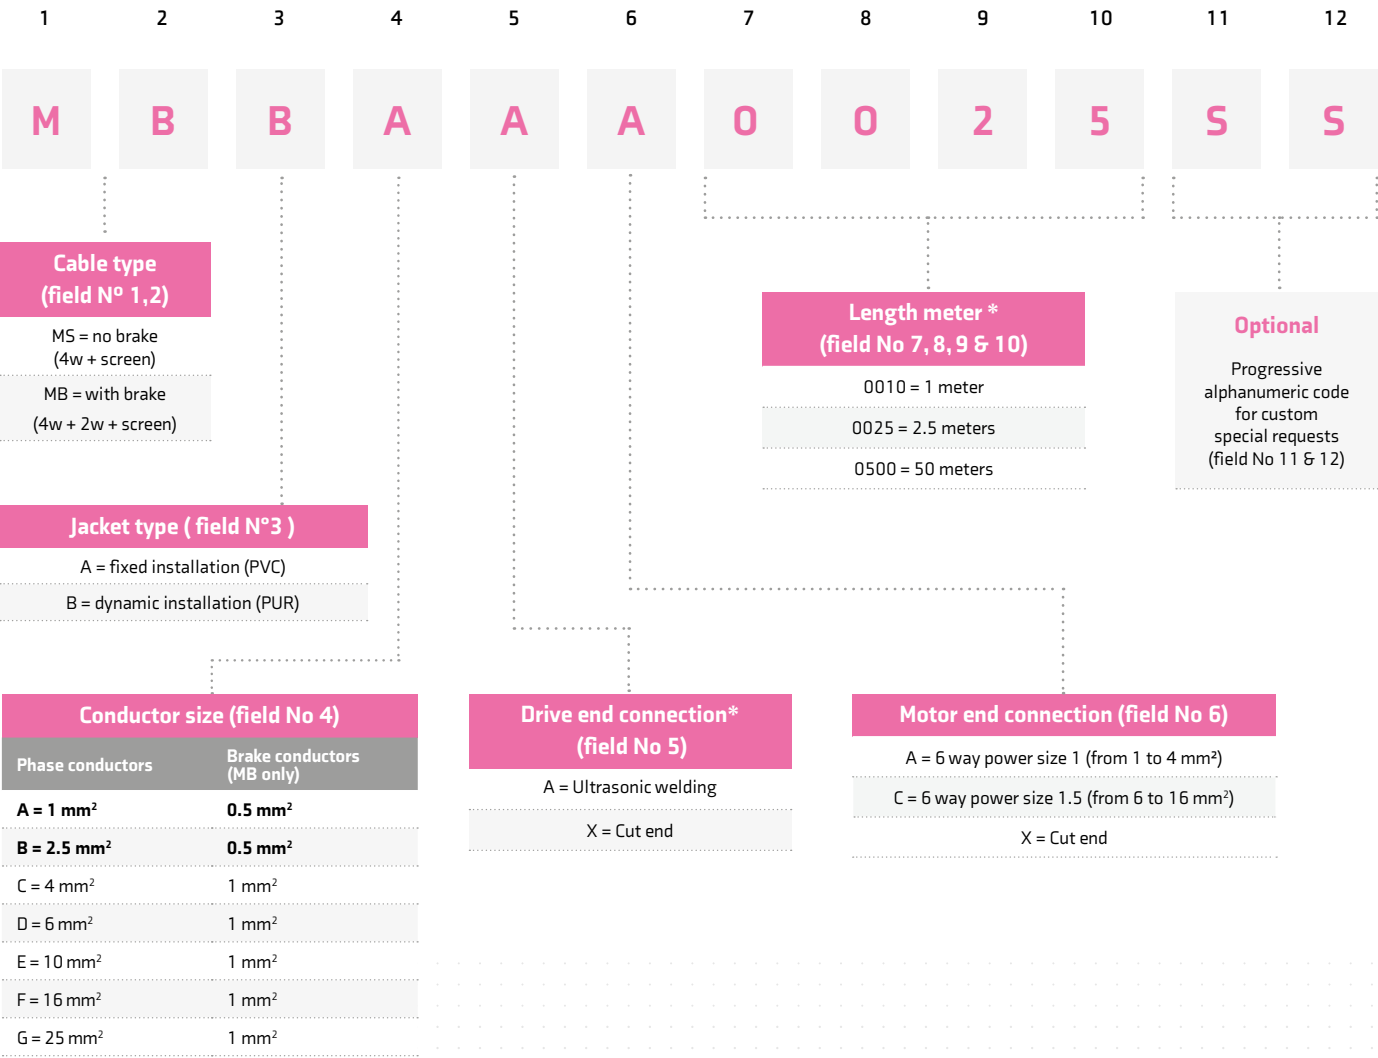 1 2 3 4 5 6 7 8 9 10 11 12
M B B A A A 0 0 2 5 S S
Cable type
(field Nº 1,2)
MS = no brake
(4w + screen)
MB = with brake
(4w + 2w + screen)
Length meter *
(field No 7, 8, 9 & 10)
0010 = 1 meter
0025 = 2.5 meters
0500 = 50 meters
Optional
Progressive
alphanumeric code
for custom
special requests
(field No 11 & 12)
Jacket type ( field N°3 )
A = fixed installation (PVC)
B = dynamic installation (PUR)
Conductor size (field No 4)
Phase conductors
Brake conductors
(MB only)
A = 1 mm² 0.5 mm²
B = 2.5 mm² 0.5 mm²
C = 4 mm² 1 mm²
D = 6 mm² 1 mm²
E = 10 mm² 1 mm²
F = 16 mm² 1 mm²
G = 25 mm² 1 mm²
Drive end connection*
(field No 5)
A = Ultrasonic welding
X = Cut end
Motor end connection (field No 6)
A = 6 way power size 1 (from 1 to 4 mm²)
C = 6 way power size 1.5 (from 6 to 16 mm²)
X = Cut end